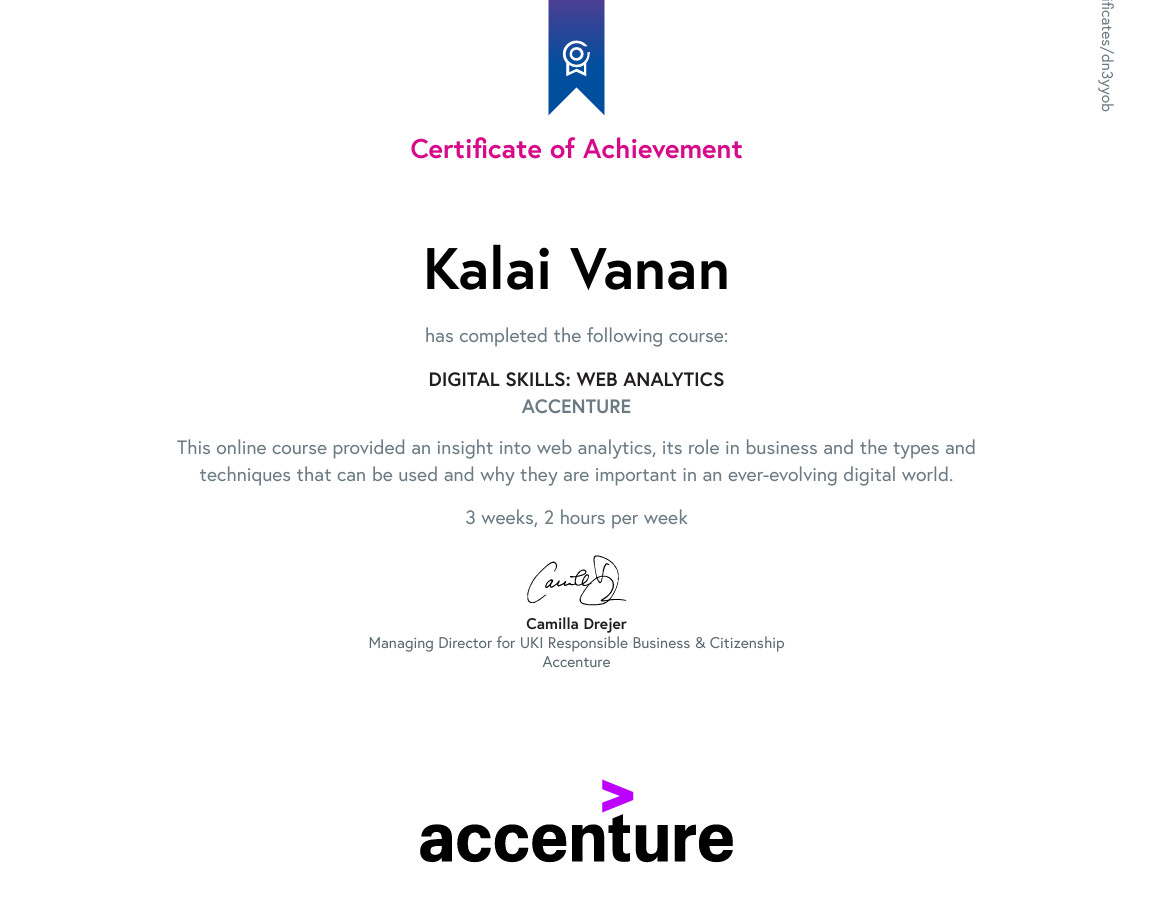 ificates/dn3yyob
Certificate of Achievement
Kalai Vanan
has completed the following course:
DIGITAL SKILLS: WEB ANALYTICS
ACCENTURE
This online course provided an insight into web analytics, its role in business and the types and
techniques that can be used and why they are important in an ever-evolving digital world.
3 weeks, 2 hours per week
Camilla Drejer
Managing Director for UKI Responsible Business & Citizenship
Accenture
accenture